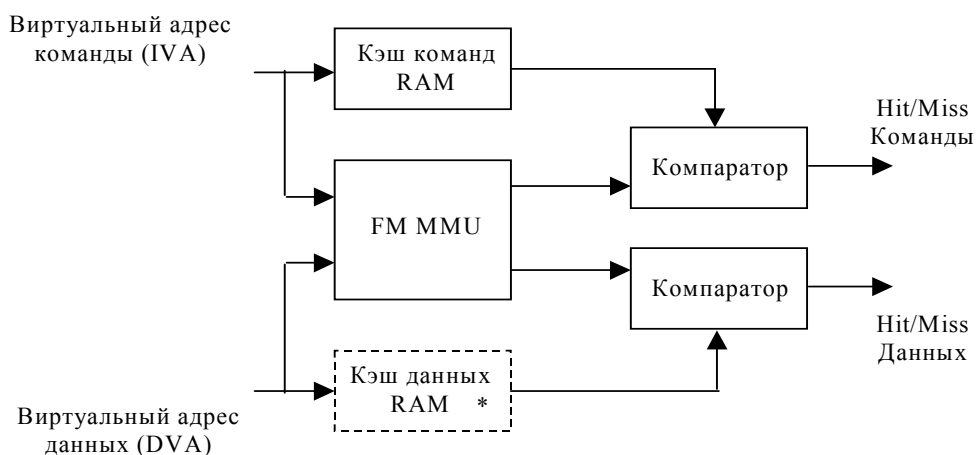 Виртуальный адрес
команды (IVA)
Кэш команд
RAM
Hit/Miss
Команды
Компаратор
FM MMU
Компаратор
Hit/Miss
Данных
Кэш данных
RAM *
Виртуальный адрес
данных (DVA)